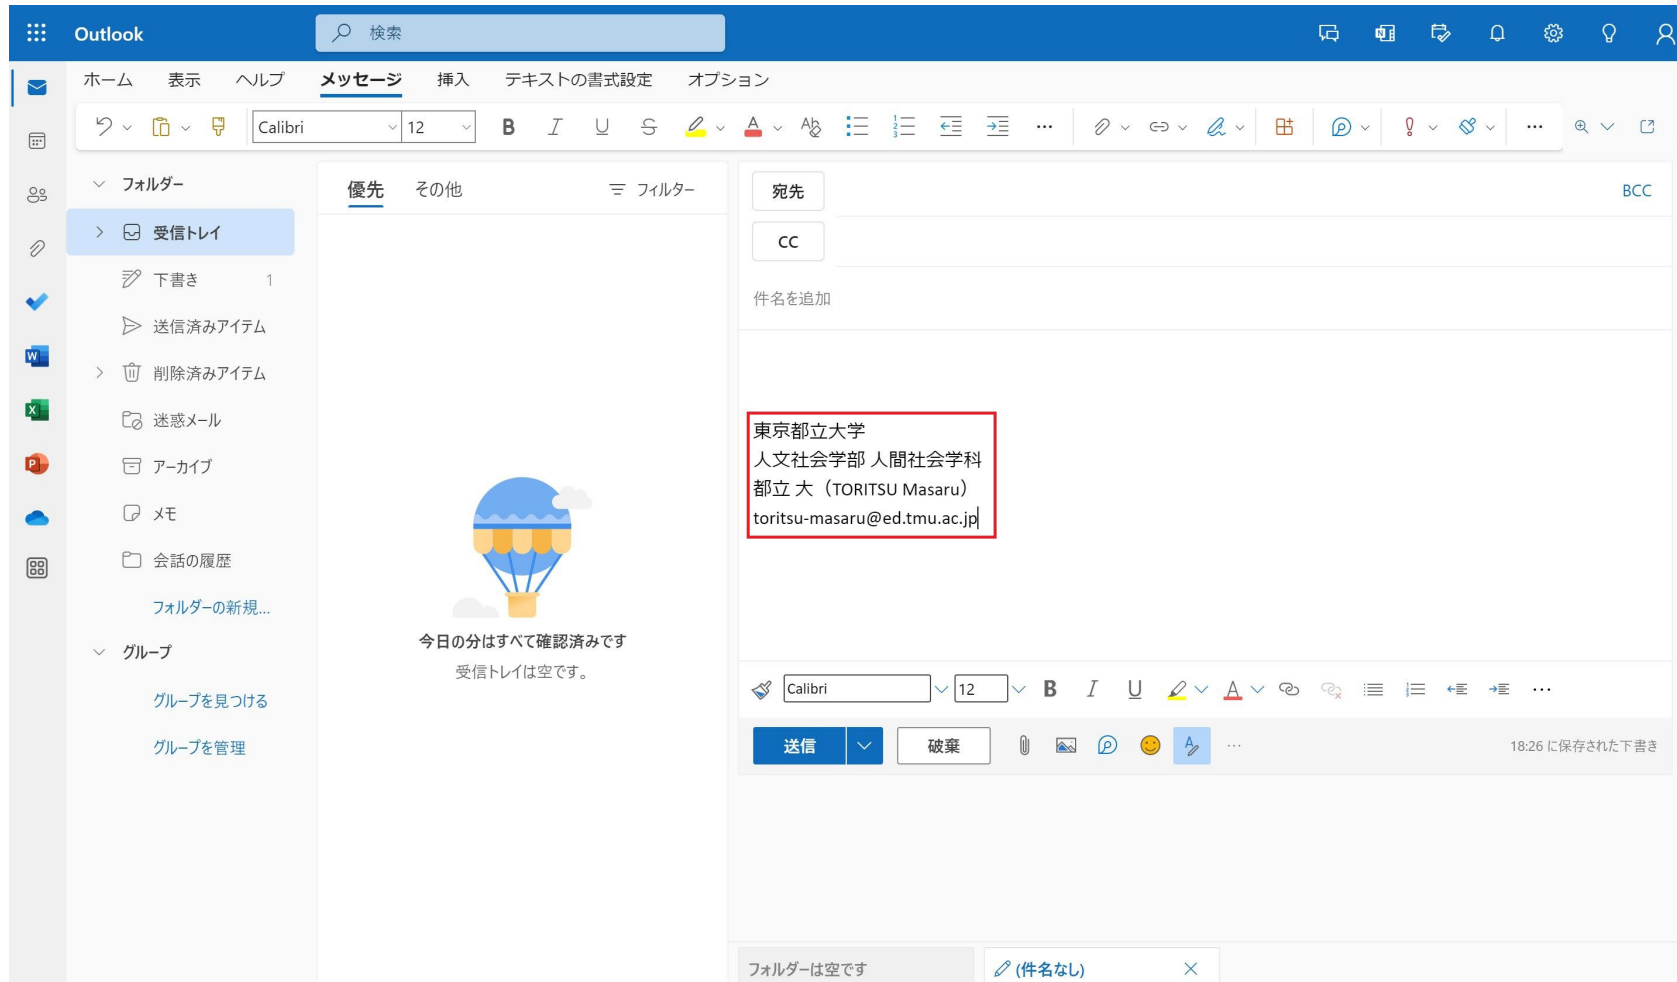 Outlook
検索
ホーム 表示 ヘルプ メッセージ 挿入 テキストの書式設定 オプション
Calibri 12
フォルダー
受信トレイ
下書き 1
送信済みアイテム
削除済みアイテム
迷惑メール
アーカイブ
メモ
会話の履歴
フォルダーの新規...
グループ
グループを見つける
グループを管理
優先 その他 フィルター
今日の分はすべて確認済みです
受信トレイは空です。
宛先 BCC
CC
件名を追加
東京都立大学
人文社会学部 人間社会学科
都立 大（TORITSU Masaru）
toritsu-masaru@ed.tmu.ac.jp
Calibri 12
送信 破棄 18:26 に保存された下書き
フォルダーは空です (件名なし)